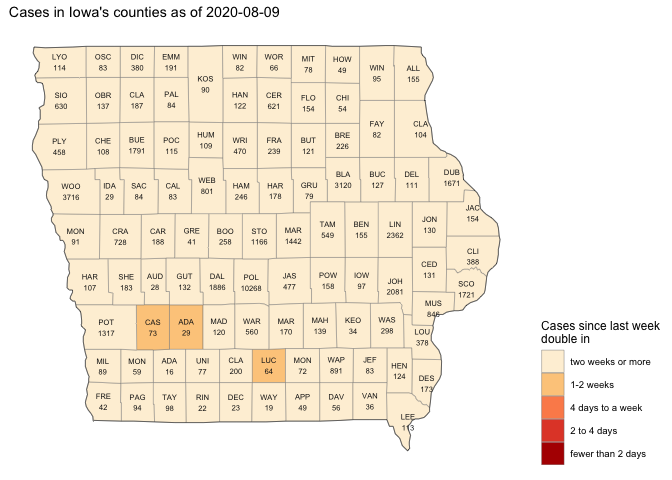 Cases in Iowa's counties as of 2020-08-09
LYO OSC DIC EMM WIN WOR MIT HOW WIN ALL
114 83 380 191 82 66 78 49 95 155
KOS
90
SIO OBR CLA PAL HAN CER FLO CHI
630 137 187 84 122 621 154 54
FAY CLA
82 104
PLY CHE BUE POC HUM WRI FRA BUT BRE
458 108 1791 115 109 470 239 121 226
WOO IDA SAC CAL WEB HAM HAR GRU BLA BUC DEL DUB
3716 29 84 83 801 246 178 79 3120 127 111 1671
MON CRA CAR GRE BOO STO MAR TAM BEN LIN JON JAC
91 728 188 41 258 1166 1442 549 155 2362 130 154
CLI
388
HAR SHE AUD GUT DAL POL JAS POW IOW JOH CED SCO
107 183 28 132 1886 10268 477 158 97 2081 131 1721
MUS
846
POT CAS ADA MAD WAR MAR MAH KEO WAS LOU
1317 73 29 120 560 170 139 34 298 378
MIL MON ADA UNI CLA LUC MON WAP JEF HEN DES
89 59 16 77 200 64 72 891 83 124 173
FRE PAG TAY RIN DEC WAY APP DAV VAN LEE
42 94 98 22 23 19 49 56 36 113
Cases since last week
double in
two weeks or more
1-2 weeks
4 days to a week
2 to 4 days
fewer than 2 days